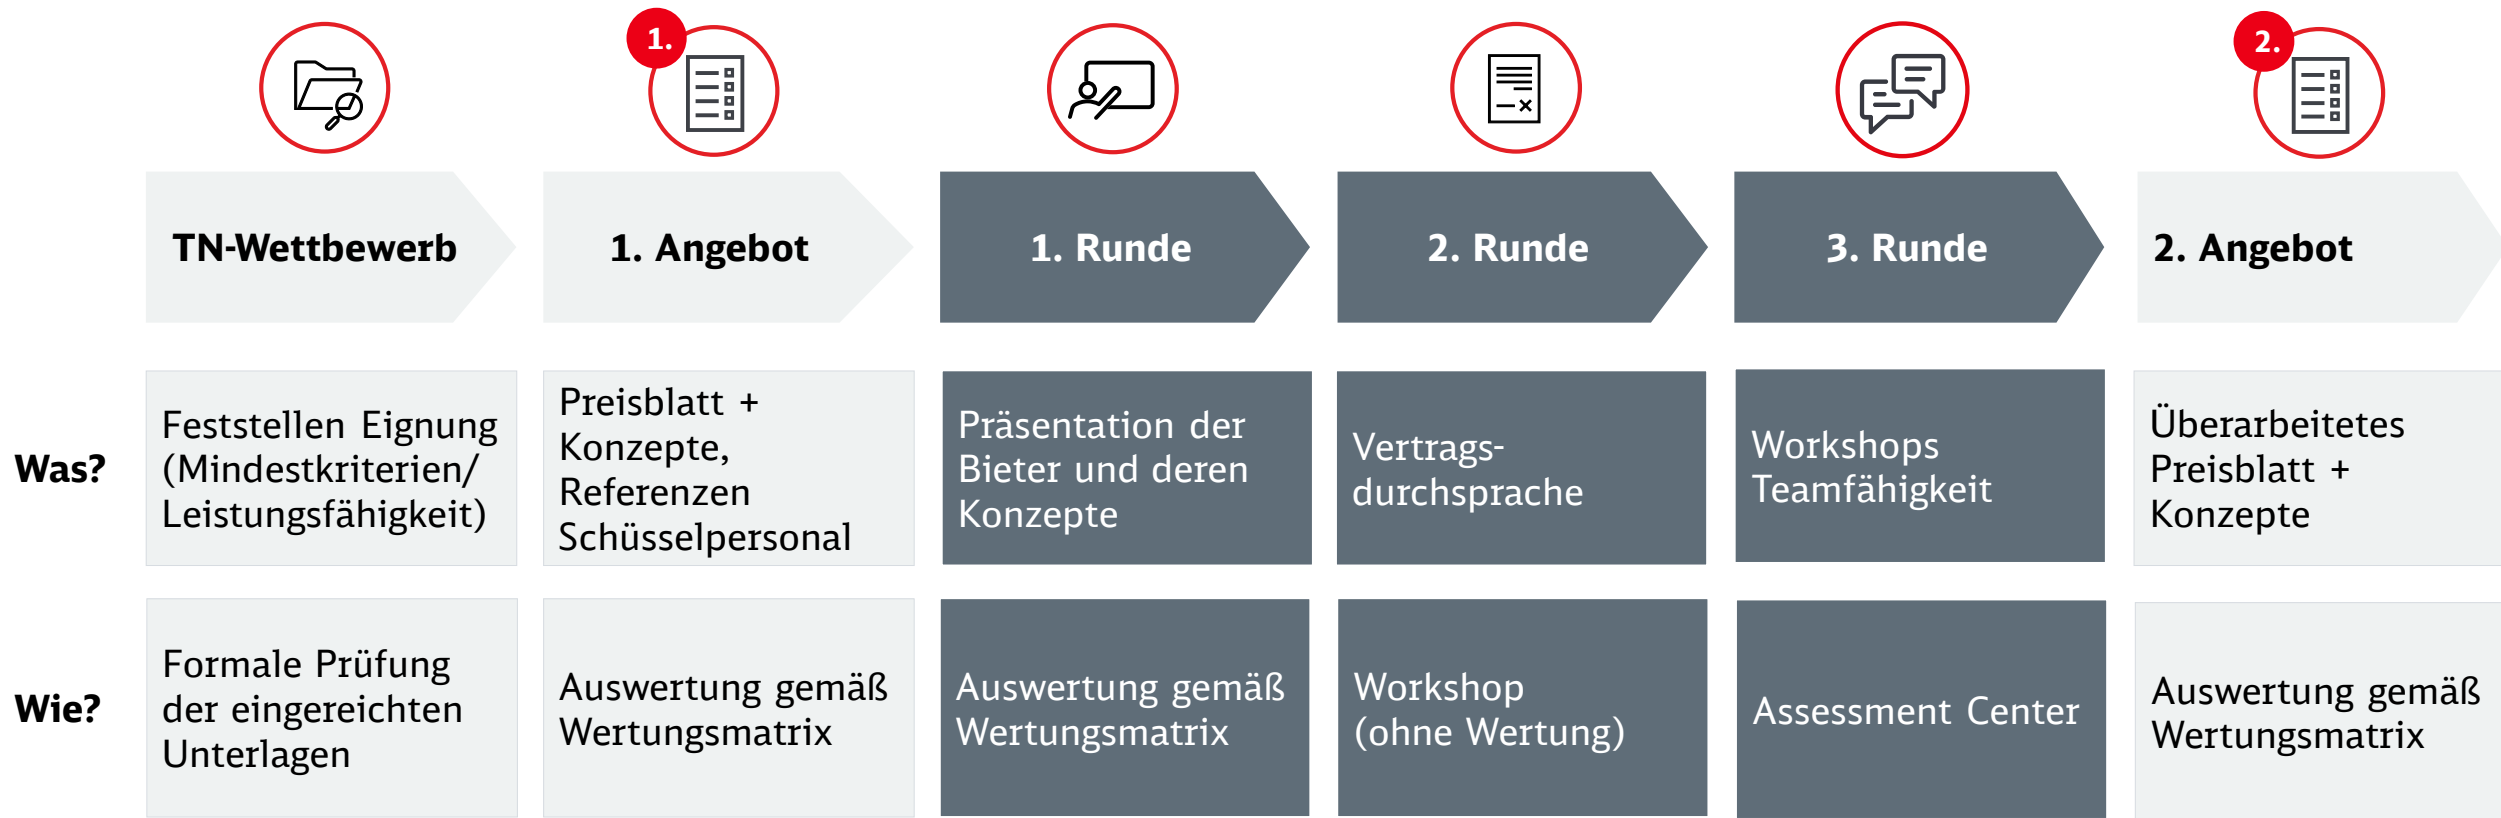 1.
2.
TN-Wettbewerb
1. Angebot
1. Runde
2. Runde
3. Runde
2. Angebot
Was?
Feststellen Eignung
(Mindestkriterien/
Leistungsfähigkeit)
Preisblatt +
Konzepte,
Referenzen
Schüsselpersonal
Präsentation der
Bieter und deren
Konzepte
Vertrags-
durchsprache
Workshops
Teamfähigkeit
Überarbeitetes
Preisblatt +
Konzepte
Wie?
Formale Prüfung
der eingereichten
Unterlagen
Auswertung gemäß
Wertungsmatrix
Auswertung gemäß
Wertungsmatrix
Workshop
(ohne Wertung)
Assessment Center
Auswertung gemäß
Wertungsmatrix